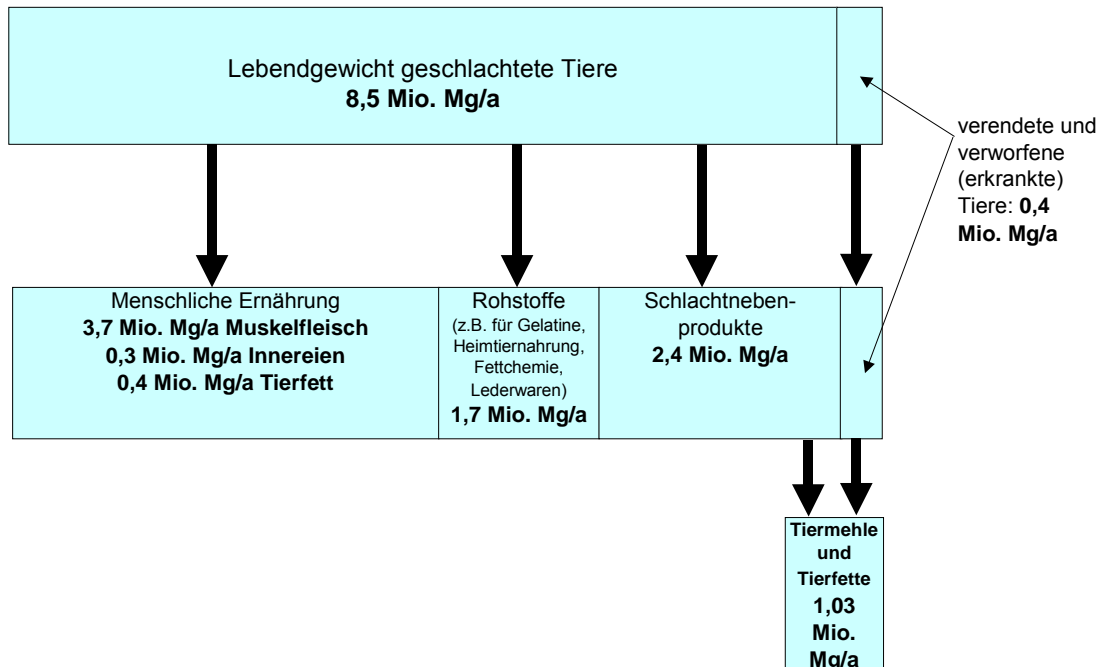 Lebendgewicht geschlachtete Tiere
8,5 Mio. Mg/a
verendete und
verworfene
(erkrankte)
Tiere: 0,4
Mio. Mg/a
Menschliche Ernährung
3,7 Mio. Mg/a Muskelfleisch
0,3 Mio. Mg/a Innereien
0,4 Mio. Mg/a Tierfett
Rohstoffe
(z.B. für Gelatine,
Heimtiernahrung,
Fettchemie,
Lederwaren)
1,7 Mio. Mg/a
Schlachtneben-
produkte
2,4 Mio. Mg/a
Tiermehle
und
Tierfette
1,03
Mio.
Mg/a